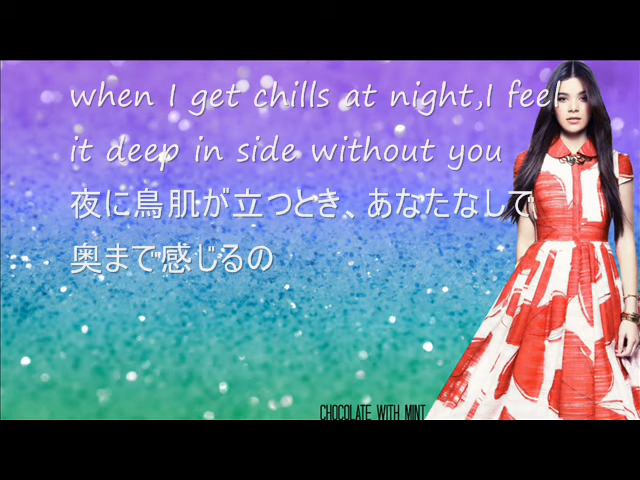 when I get chills at night,I feel
it deep in side without you
夜に鳥肌が立つとき、あなたなしで
奥まで感じるの
CHOCOLATE WITH MINT